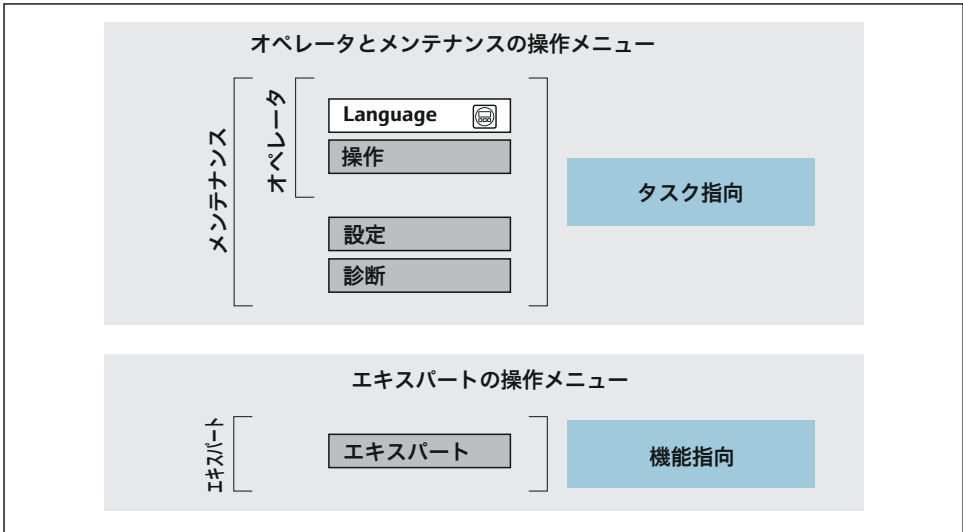 オペレータとメンテナンスの操作メニュー
メンテナンス
オペレータ
Language
操作
設定
診断
タスク指向
エキスパートの操作メニュー
エキスパート
エキスパート
機能指向